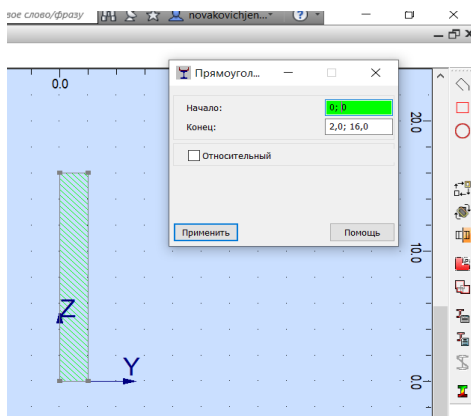 вое слово/фразу
novakovichjen...
Прямоугол...
0.0
Начало:
0; 0
Конец:
2,0; 16,0
Относительный
Применить
Помощь
20.0
10.0
0.0
Z
Y